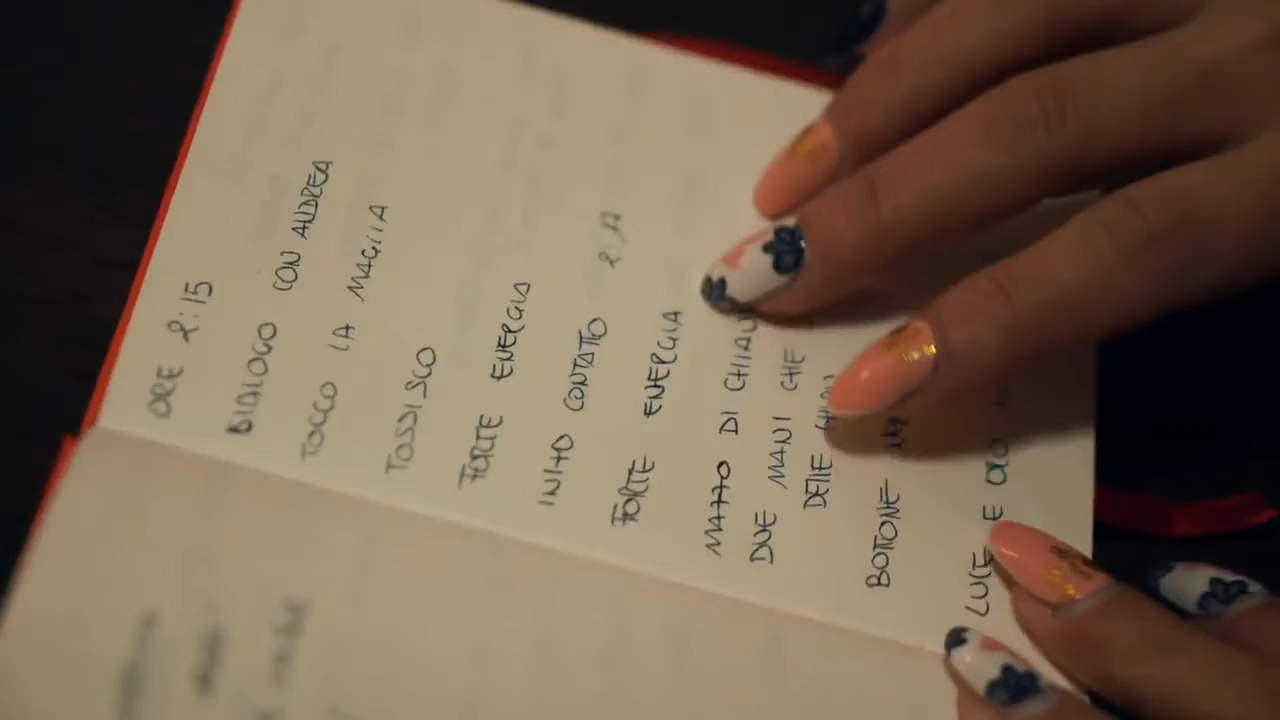 ORE 2:15
DIALOGO CON ANDREA
TOCCO LA MAGLIA
TOSSISCO
FORTE ENERGIA
INIZIO CONTATTO
FORTE ENERGIA
MAZZO DI
DUE MANI CHE
DELLE
BOTTONE
LUCE E